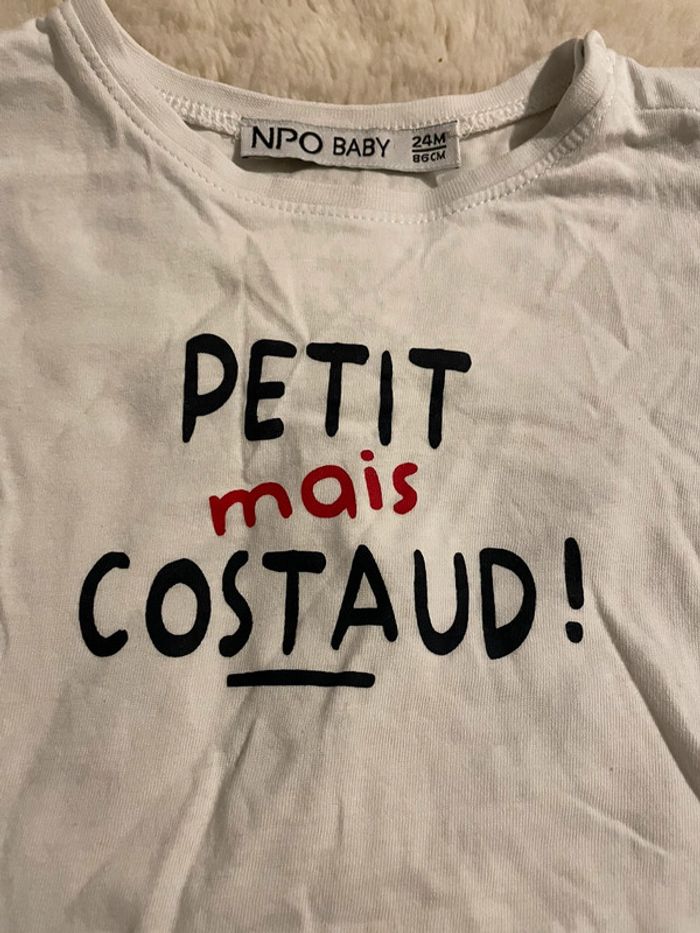 NPO BABY 24M
86CM
PETIT
mais
COSTAUD!